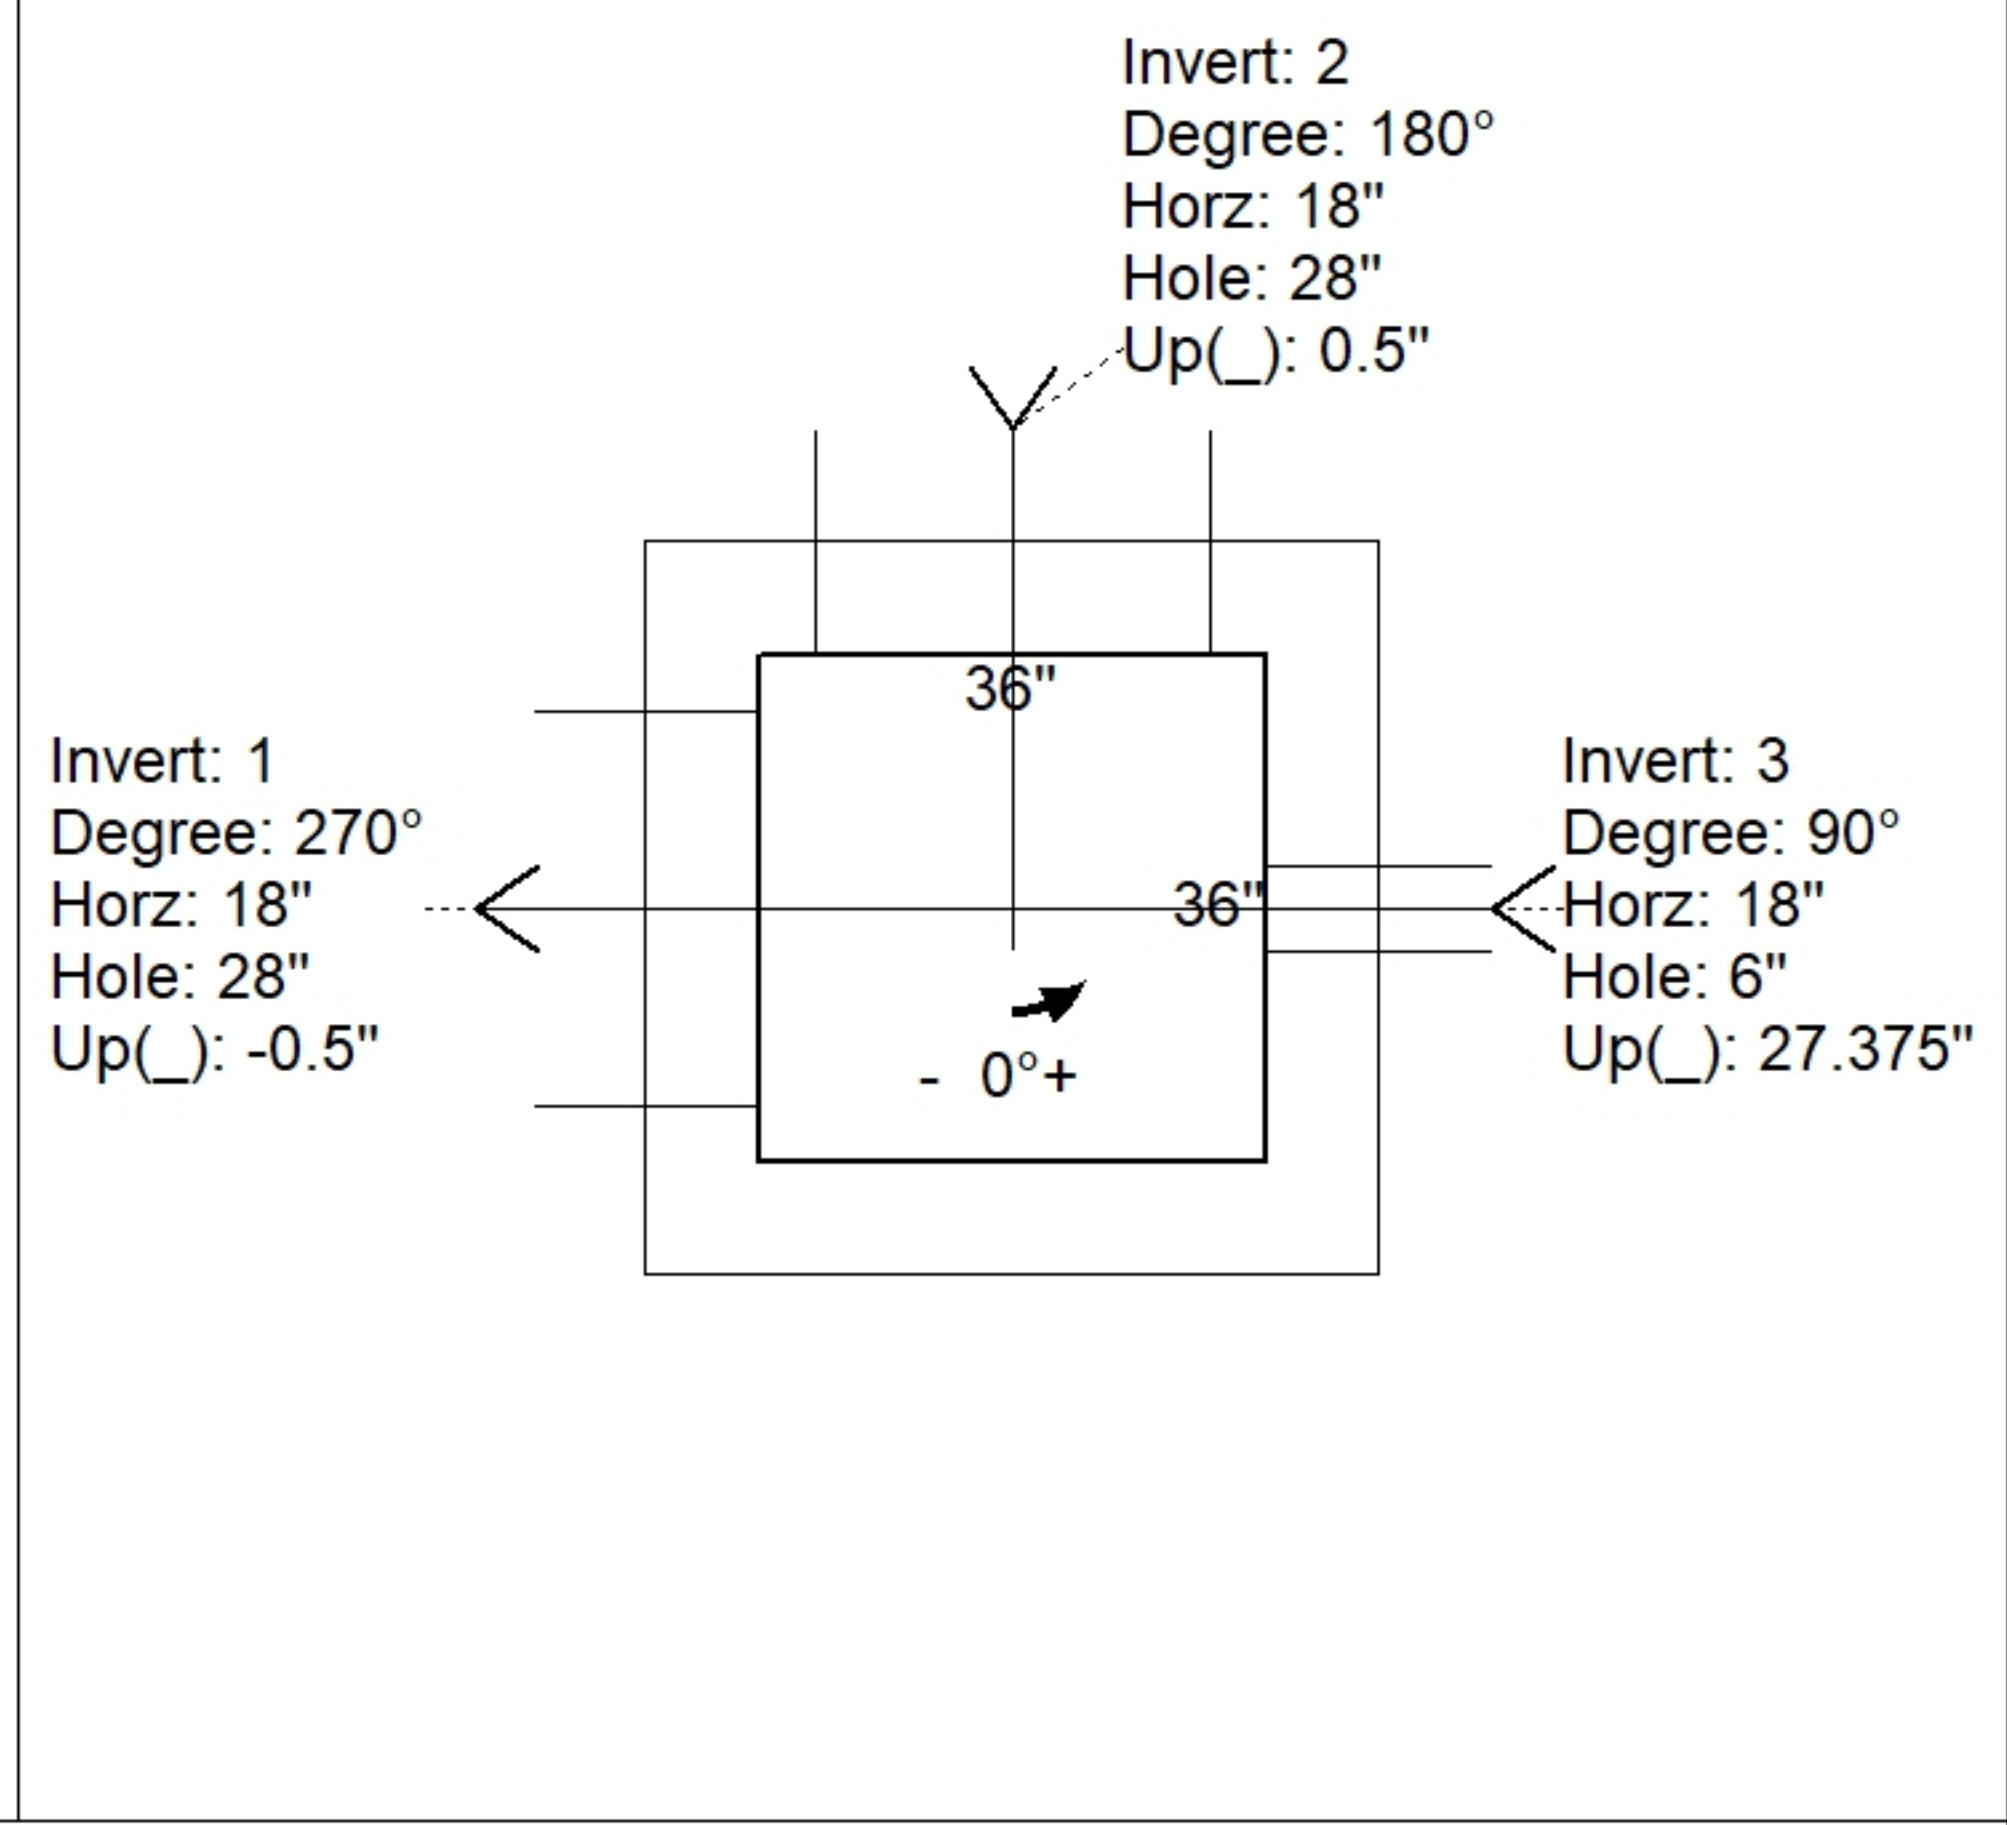 Invert: 2
Degree: 180°
Horz: 18"
Hole: 28"
Up(_): 0.5"
36"
Invert: 1
Degree: 270°
Horz: 18"
Hole: 28"
Up(_): -0.5"
36"
Invert: 3
Degree: 90°
Horz: 18"
Hole: 6"
Up(_): 27.375"
- 0°+